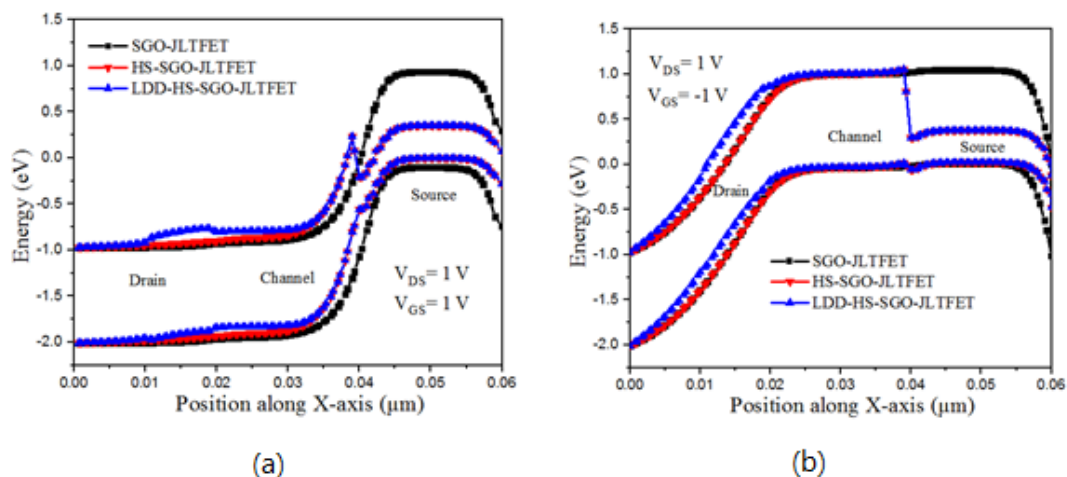 1.5
1.0
0.5
0.0
-0.5
-1.0
-1.5
-2.0
Energy (eV)
SGO-JLTFET
HS-SGO-JLTFET
LDD-HS-SGO-JLTFET
Source
Drain
Channel
V_DS= 1 V
V_GS= 1 V
0.00 0.01 0.02 0.03 0.04 0.05 0.06
Position along X-axis (μm)
(a)
1.5
1.0
0.5
0.0
-0.5
-1.0
-1.5
-2.0
Energy (eV)
V_DS= 1 V
V_GS= -1 V
Channel
Source
Drain
SGO-JLTFET
HS-SGO-JLTFET
LDD-HS-SGO-JLTFET
0.00 0.01 0.02 0.03 0.04 0.05 0.06
Position along X-axis (μm)
(b)